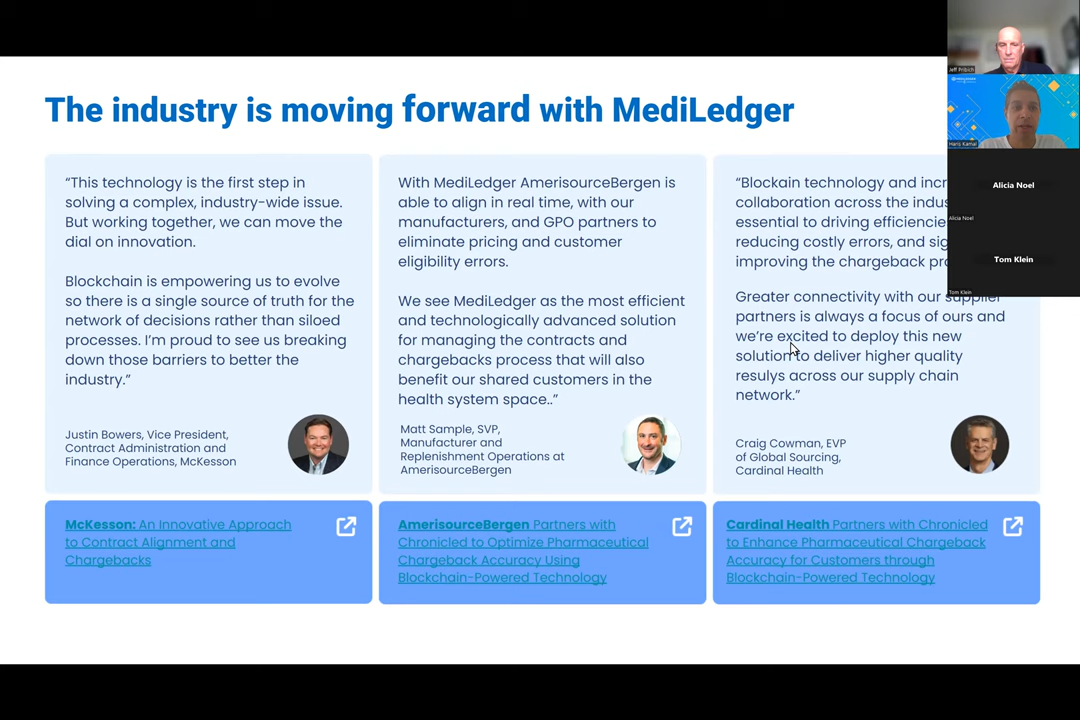 The industry is moving forward with MediLedger
“This technology is the first step in
solving a complex, industry-wide issue.
But working together, we can move the
dial on innovation.
Blockchain is empowering us to evolve
so there is a single source of truth for the
network of decisions rather than siloed
processes. I’m proud to see us breaking
down those barriers to better the
industry.”
Justin Bowers, Vice President,
Contract Administration and
Finance Operations, McKesson
McKesson: An Innovative Approach
to Contract Alignment and
Chargebacks
With MediLedger AmerisourceBergen is
able to align in real time, with our
manufacturers, and GPO partners to
eliminate pricing and customer
eligibility errors.
We see MediLedger as the most efficient
and technologically advanced solution
for managing the contracts and
chargebacks process that will also
benefit our shared customers in the
health system space..”
Matt Sample, SVP,
Manufacturer and
Replenishment Operations at
AmerisourceBergen
AmerisourceBergen Partners with
Chronicled to Optimize Pharmaceutical
Chargeback Accuracy Using
Blockchain-Powered Technology
“Blockain technology and incr
collaboration across the indus
essential to driving efficiencie
reducing costly errors, and sig
improving the chargeback pro
Greater connectivity with our supplier
partners is always a focus of ours and
we’re excited to deploy this new
solution to deliver higher quality
resulys across our supply chain
network.”
Craig Cowman, EVP
of Global Sourcing,
Cardinal Health
Cardinal Health Partners with Chronicled
to Enhance Pharmaceutical Chargeback
Accuracy for Customers through
Blockchain-Powered Technology
Jeff Pribich
Haris Kamal
Alicia Noel
Alicia Noel
Tom Klein
Tom Klein